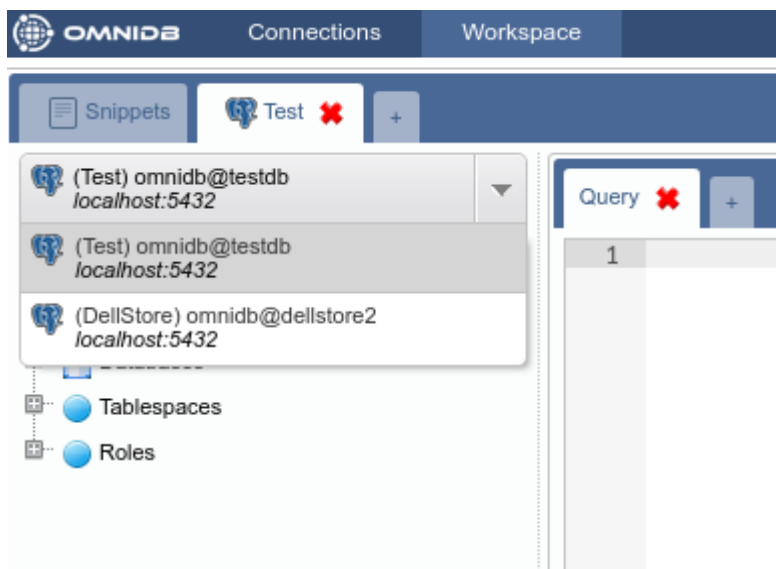 OMNIDB Connections Workspace
Snippets Test +
(Test) omnidb@testdb
localhost:5432
Query +
(Test) omnidb@testdb
localhost:5432
1
(DellStore) omnidb@dellstore2
localhost:5432
Tablespaces
Roles